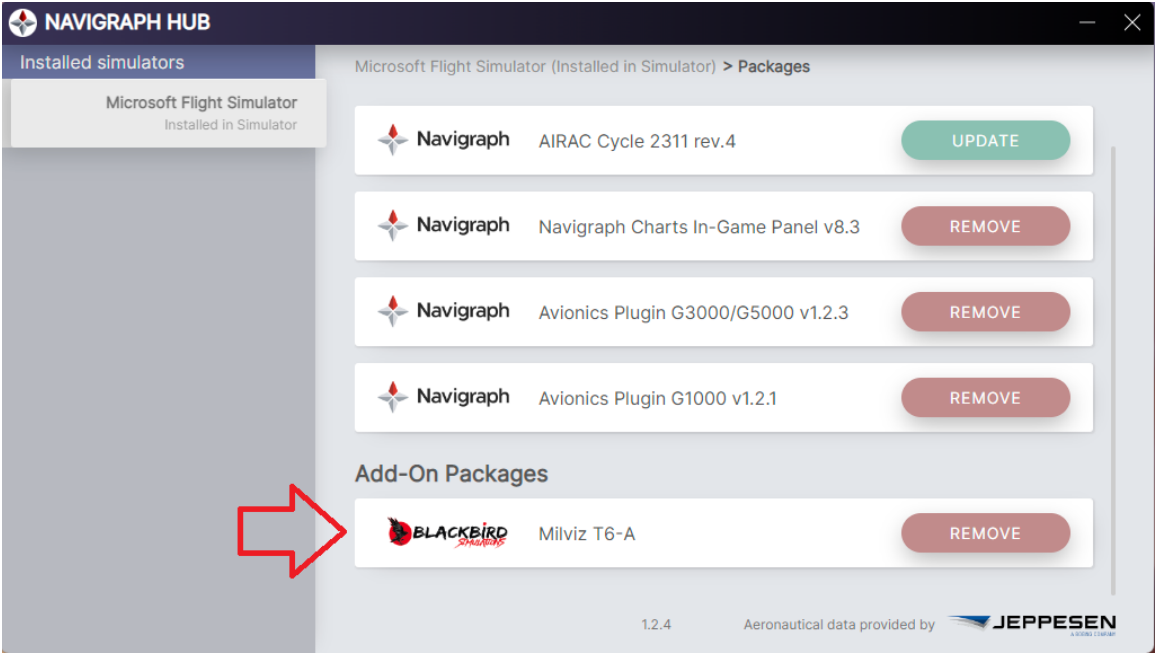 NAVIGRAPH HUB
Installed simulators
Microsoft Flight Simulator
Installed in Simulator
Microsoft Flight Simulator (Installed in Simulator) > Packages
Navigraph AIRAC Cycle 2311 rev.4 UPDATE
Navigraph Navigraph Charts In-Game Panel v8.3 REMOVE
Navigraph Avionics Plugin G3000/G5000 v1.2.3 REMOVE
Navigraph Avionics Plugin G1000 v1.2.1 REMOVE
Add-On Packages
BLACKBIRD SIMULATIONS Milviz T6-A REMOVE
1.2.4 Aeronautical data provided by JEPPESEN
A BOEING COMPANY